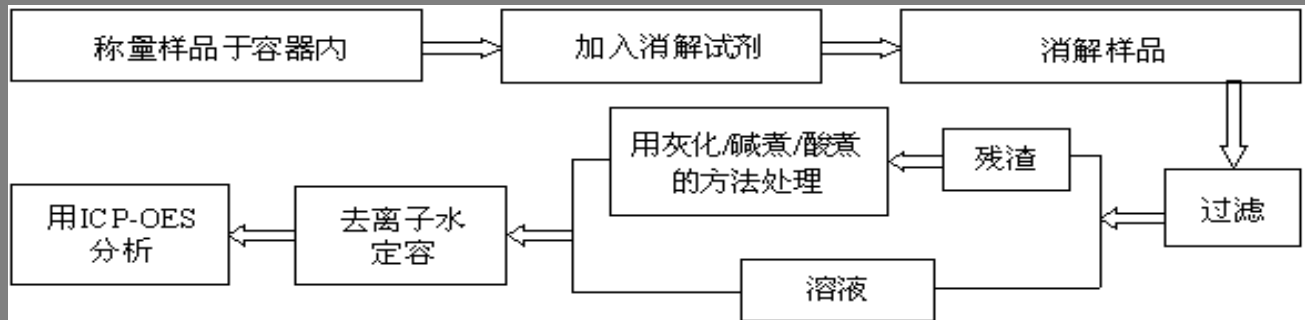 称量样品于容器内
加入消解试剂
消解样品
过滤
残渣
用灰化/碱煮/酸煮
的方法处理
溶液
去离子水
定容
用ICP-OES
分析